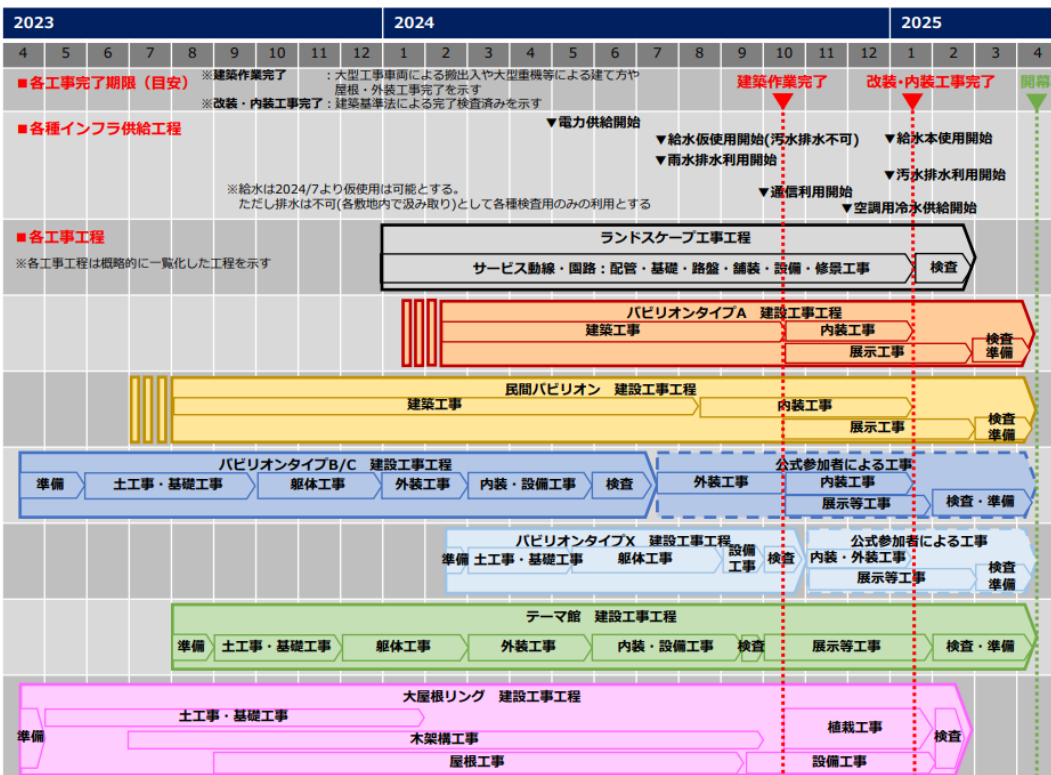 2023 2024 2025
4 5 6 7 8 9 10 11 12 1 2 3 4 5 6 7 8 9 10 11 12 1 2 3 4
■各工事完了期限（目安）
※建築作業完了 ：大型工事車両による搬出入や大型重機等による建て方や
屋根・外装工事完了を示す
※改装・内装工事完了：建築基準法による完了検査済みを示す
建築作業完了
改装・内装工事完了
開幕
■各種インフラ供給工程
▼電力供給開始
▼給水仮使用開始(汚水排水不可)
▼給水本使用開始
▼雨水排水利用開始
▼汚水排水利用開始
▼通信利用開始
▼空調用冷水供給開始
※給水は2024/7より仮使用は可能とする。
ただし排水は不可(各敷地内で汲み取り)として各種検査用のみの利用とする
■各工事工程
※各工事工程は概略的に一覧化した工程を示す
ランドスケープ工事工程
サービス動線・園路：配管・基礎・路盤・舗装・設備・修景工事
検査
パビリオンタイプA 建設工事工程
建築工事
内装工事
展示工事
検査
準備
民間パビリオン 建設工事工程
建築工事
内装工事
展示工事
検査
準備
パビリオンタイプB/C 建設工事工程
準備
土工事・基礎工事
躯体工事
外装工事
内装・設備工事
検査
公式参加者による工事
外装工事
内装工事
展示等工事
検査・準備
パビリオンタイプX 建設工事工程
準備
土工事・基礎工事
躯体工事
設備
工事
検査
公式参加者による工事
内装・外装工事
展示等工事
検査
準備
テーマ館 建設工事工程
準備
土工事・基礎工事
躯体工事
外装工事
内装・設備工事
検査
展示等工事
検査・準備
大屋根リング 建設工事工程
準備
土工事・基礎工事
木架構工事
屋根工事
植栽工事
設備工事
検査